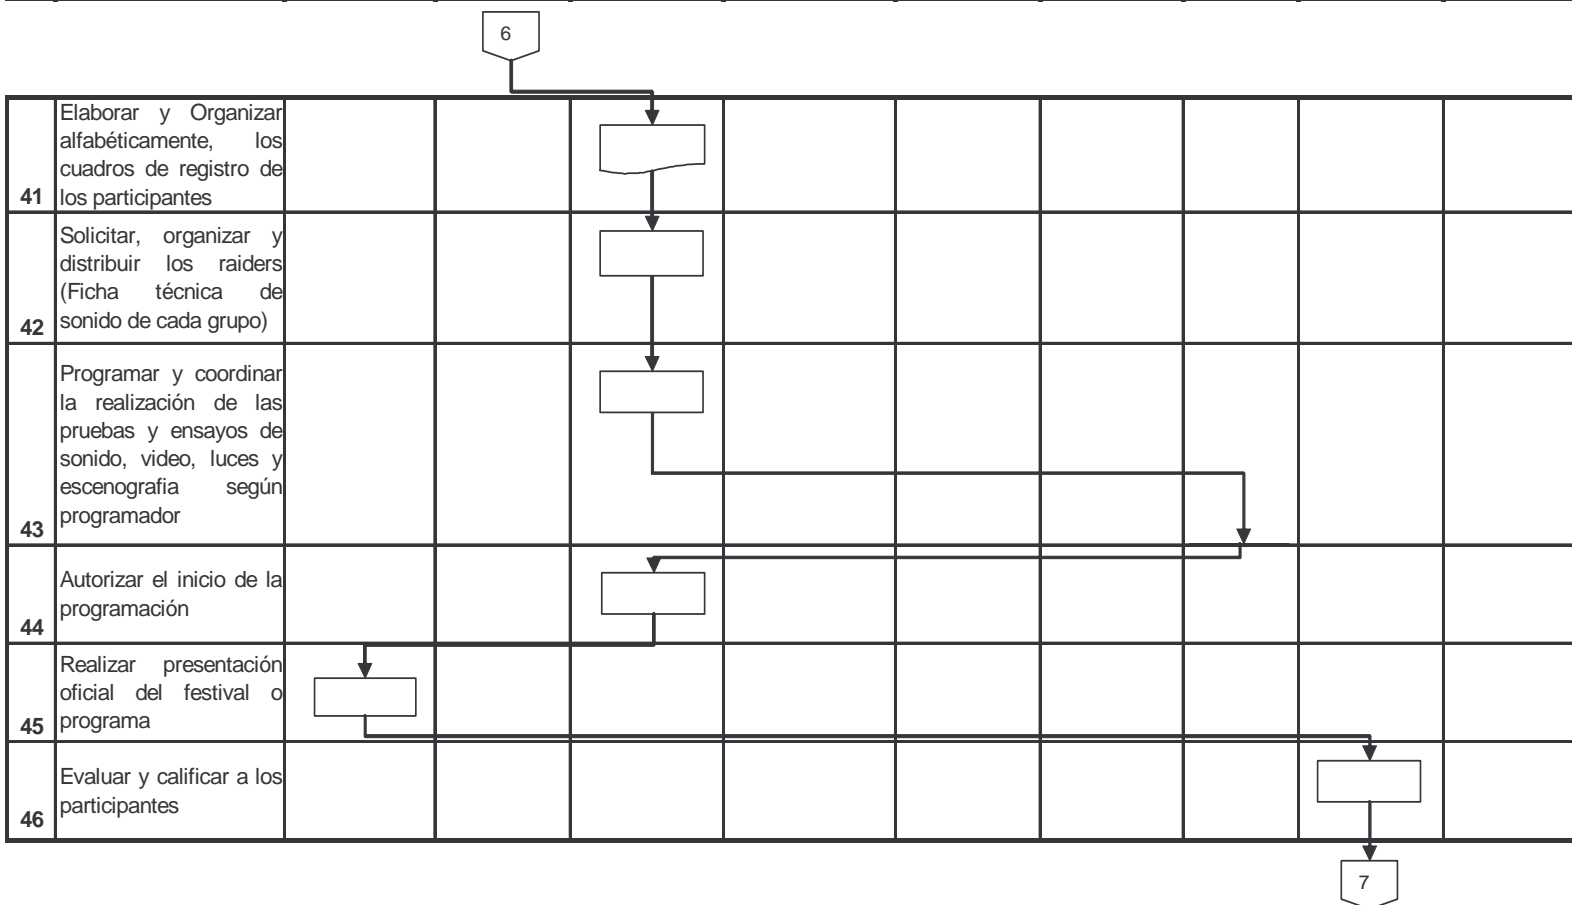 6
Elaborar y Organizar
alfabéticamente, los
cuadros de registro de
41 los participantes
Solicitar, organizar y
distribuir los raiders
(Ficha técnica de
42 sonido de cada grupo)
Programar y coordinar
la realización de las
pruebas y ensayos de
sonido, video, luces y
escenografia según
43 programador
Autorizar el inicio de la
programación
44
Realizar presentación
oficial del festival o
45 programa
Evaluar y calificar a los
participantes
46
7